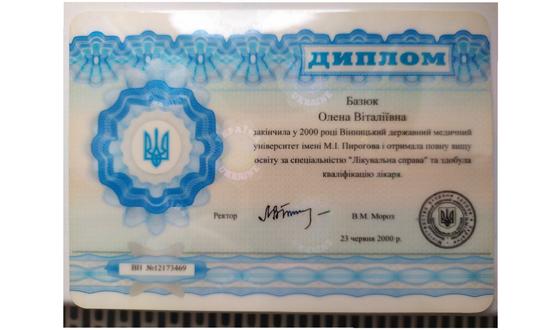 ДИПЛОМ
Базюк
Олена Віталіївна
закінчила у 2000 році Вінницький державний медичний
університет імені М.І. Пирогова і отримала повну вищу
освіту за спеціальністю "Лікувальна справа" та здобула
кваліфікацію лікаря.
Ректор В.М. Мороз
23 червня 2000 р.
ВН №12173469